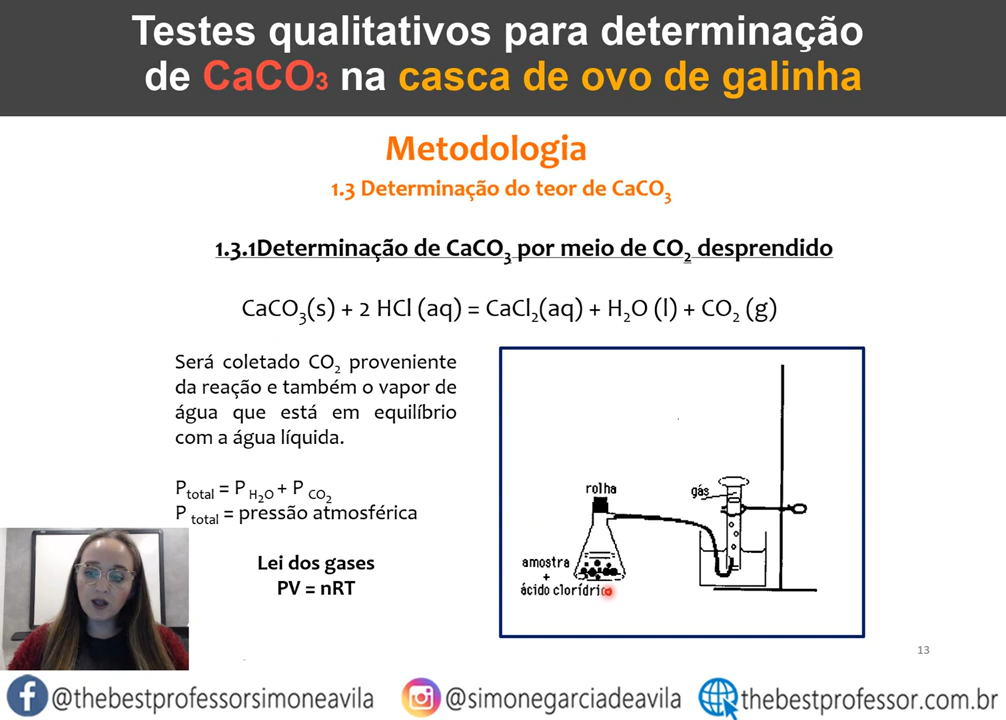 Testes qualitativos para determinação
de CaCO₃ na casca de ovo de galinha
Metodologia
1.3 Determinação do teor de CaCO₃
1.3.1Determinação de CaCO₃ por meio de CO₂ desprendido
CaCO₃(s) + 2 HCl (aq) = CaCl₂(aq) + H₂O (l) + CO₂ (g)
Será coletado CO₂ proveniente
da reação e também o vapor de
água que está em equilíbrio
com a água líquida.
P total = P H₂O + P CO₂
P total = pressão atmosférica
Lei dos gases
PV = nRT
rolha
gás
amostra
+
ácido clorídrico
13
@thebestprofessorsimoneavila
@simonegarciadeavila
thebestprofessor.com.br